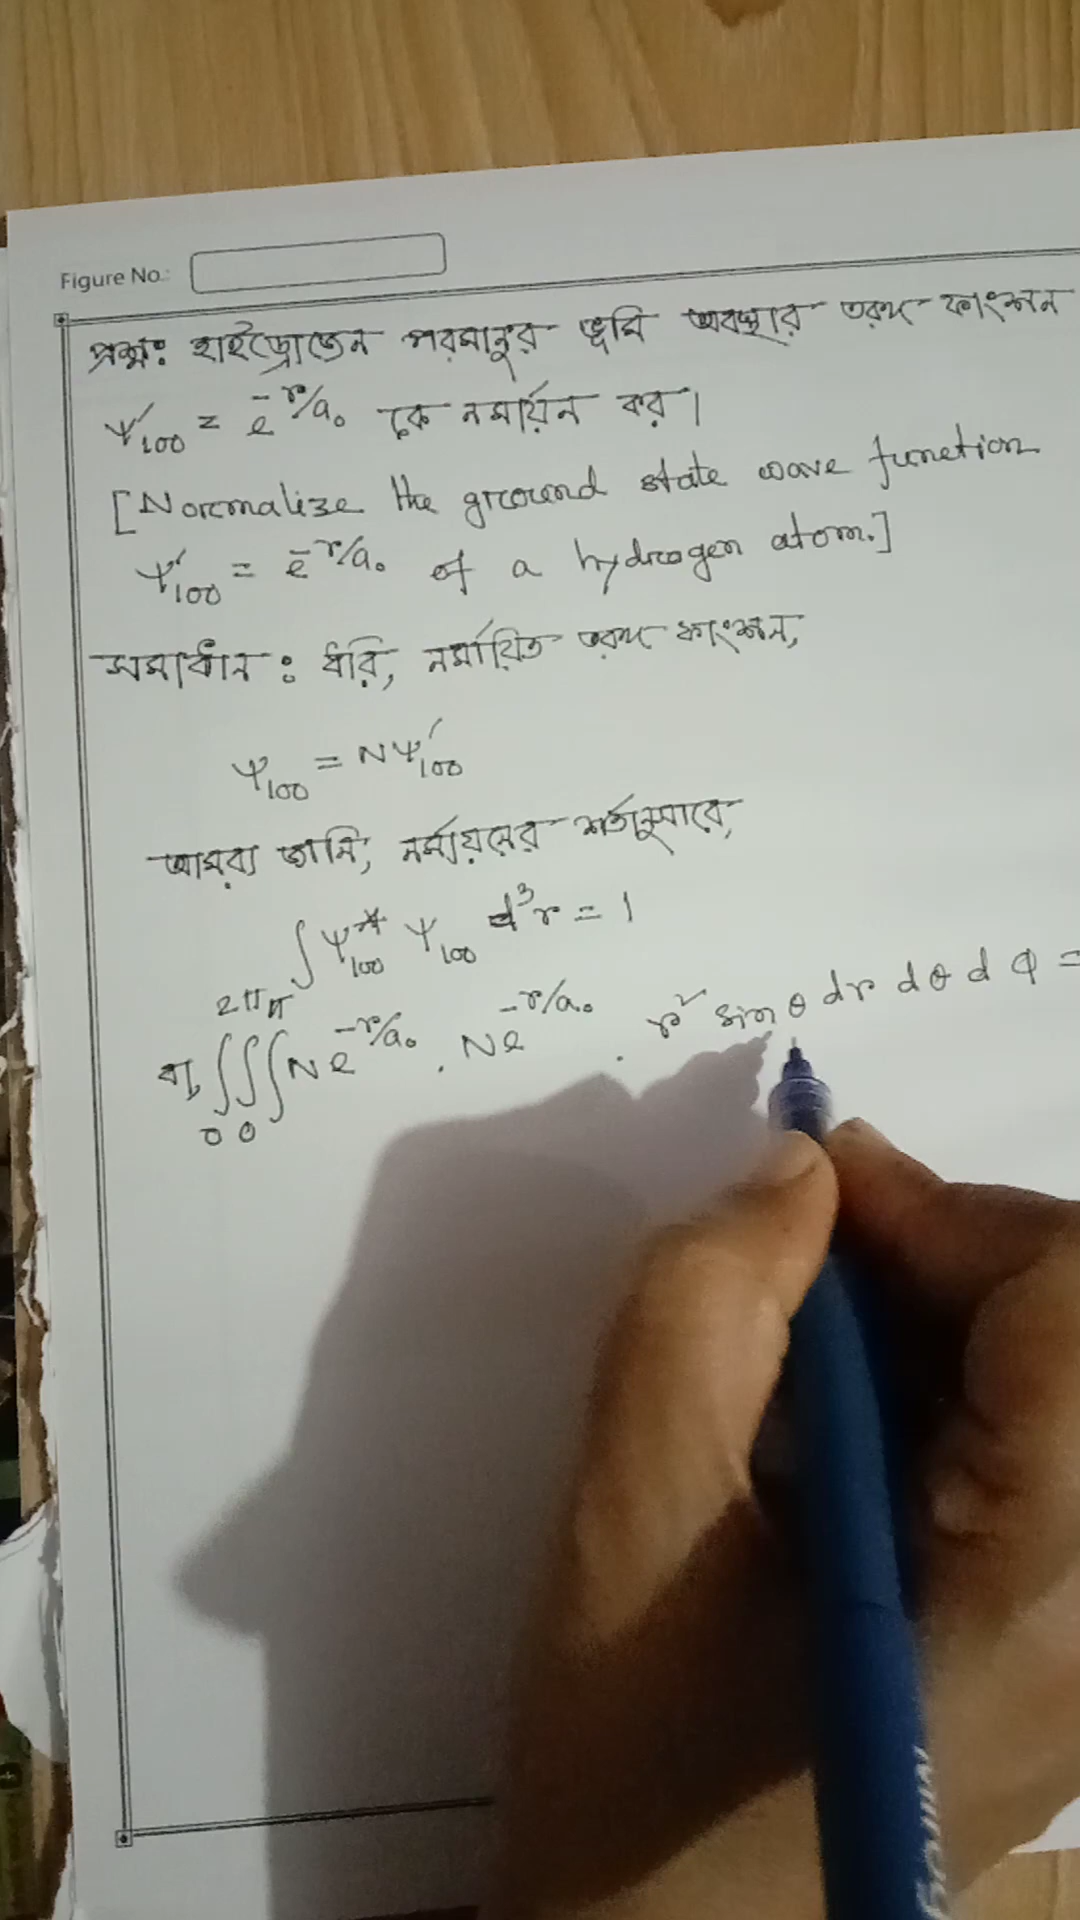 Figure No.:
প্রশ্নঃ হাইড্রোজেন পরমানুর ভূমি অবস্থার তরঙ্গ ফাংশন
ψ′₁₀₀ = e^{-r/a₀} কে নর্মায়ন কর।
[Normalize the ground state wave function
ψ′₁₀₀ = e^{-r/a₀} of a hydrogen atom.]
সমাধান: ধরি, নর্মায়িত তরঙ্গ ফাংশন,
ψ₁₀₀ = Nψ′₁₀₀
আমরা জানি, নর্মায়নের শর্তানুসারে,
∫ψ*₁₀₀ ψ₁₀₀ d³r = 1
বা, ∫₀^{2π}∫₀^{π}∫ Ne^{-r/a₀} . Ne^{-r/a₀} . r² sinθ dr dθ dφ =